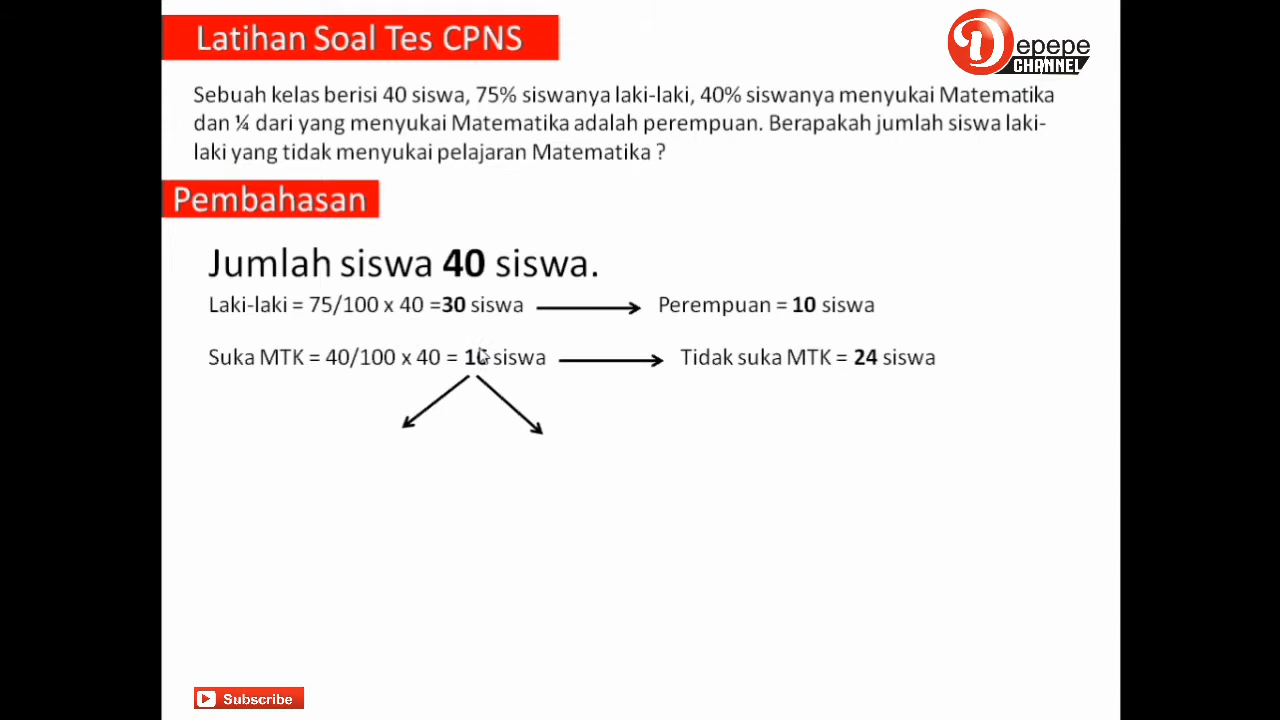 Latihan Soal Tes CPNS
Depepe
CHANNEL
Sebuah kelas berisi 40 siswa, 75% siswanya laki-laki, 40% siswanya menyukai Matematika
dan ¼ dari yang menyukai Matematika adalah perempuan. Berapakah jumlah siswa laki-
laki yang tidak menyukai pelajaran Matematika ?
Pembahasan
Jumlah siswa 40 siswa.
Laki-laki = 75/100 x 40 =30 siswa
Perempuan = 10 siswa
Suka MTK = 40/100 x 40 = 16 siswa
Tidak suka MTK = 24 siswa
Subscribe